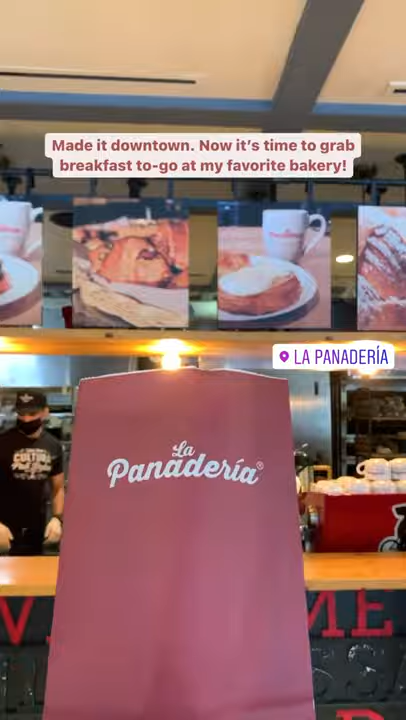 Made it downtown. Now it's time to grab
breakfast to-go at my favorite bakery!
LA PANADERÍA
La
Panadería®
CULTURA